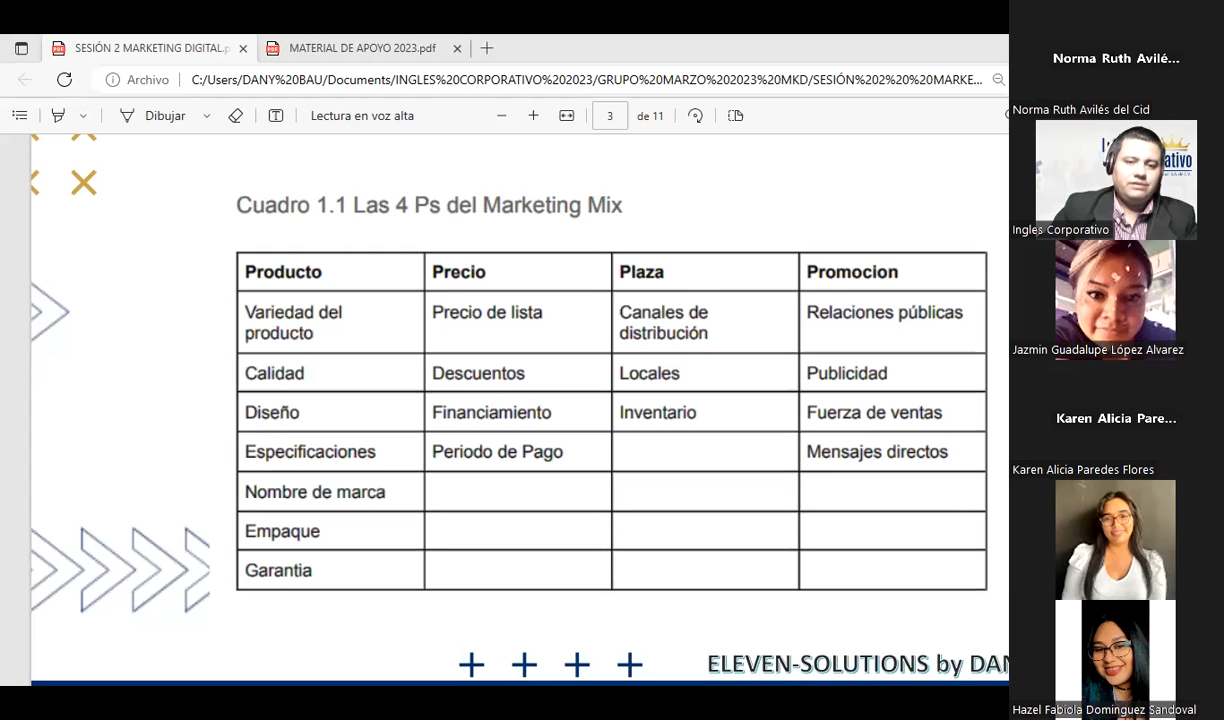 SESIÓN 2 MARKETING DIGITAL.p
MATERIAL DE APOYO 2023.pdf
Archivo
C:/Users/DANY%20BAU/Documents/INGLES%20CORPORATIVO%202023/GRUPO%20MARZO%202023%20MKD/SESIÓN%202%20%20MARKE...
Dibujar
Lectura en voz alta
3
de 11
Cuadro 1.1 Las 4 Ps del Marketing Mix
Producto Precio Plaza Promocion
Variedad del producto Precio de lista Canales de distribución Relaciones públicas
Calidad Descuentos Locales Publicidad
Diseño Financiamiento Inventario Fuerza de ventas
Especificaciones Periodo de Pago Mensajes directos
Nombre de marca
Empaque
Garantia
ELEVEN-SOLUTIONS by DAN
Norma Ruth Avilé...
Norma Ruth Avilés del Cid
Ingles Corporativo
Jazmin Guadalupe López Alvarez
Karen Alicia Pare...
Karen Alicia Paredes Flores
Hazel Fabiola Dominguez Sandoval